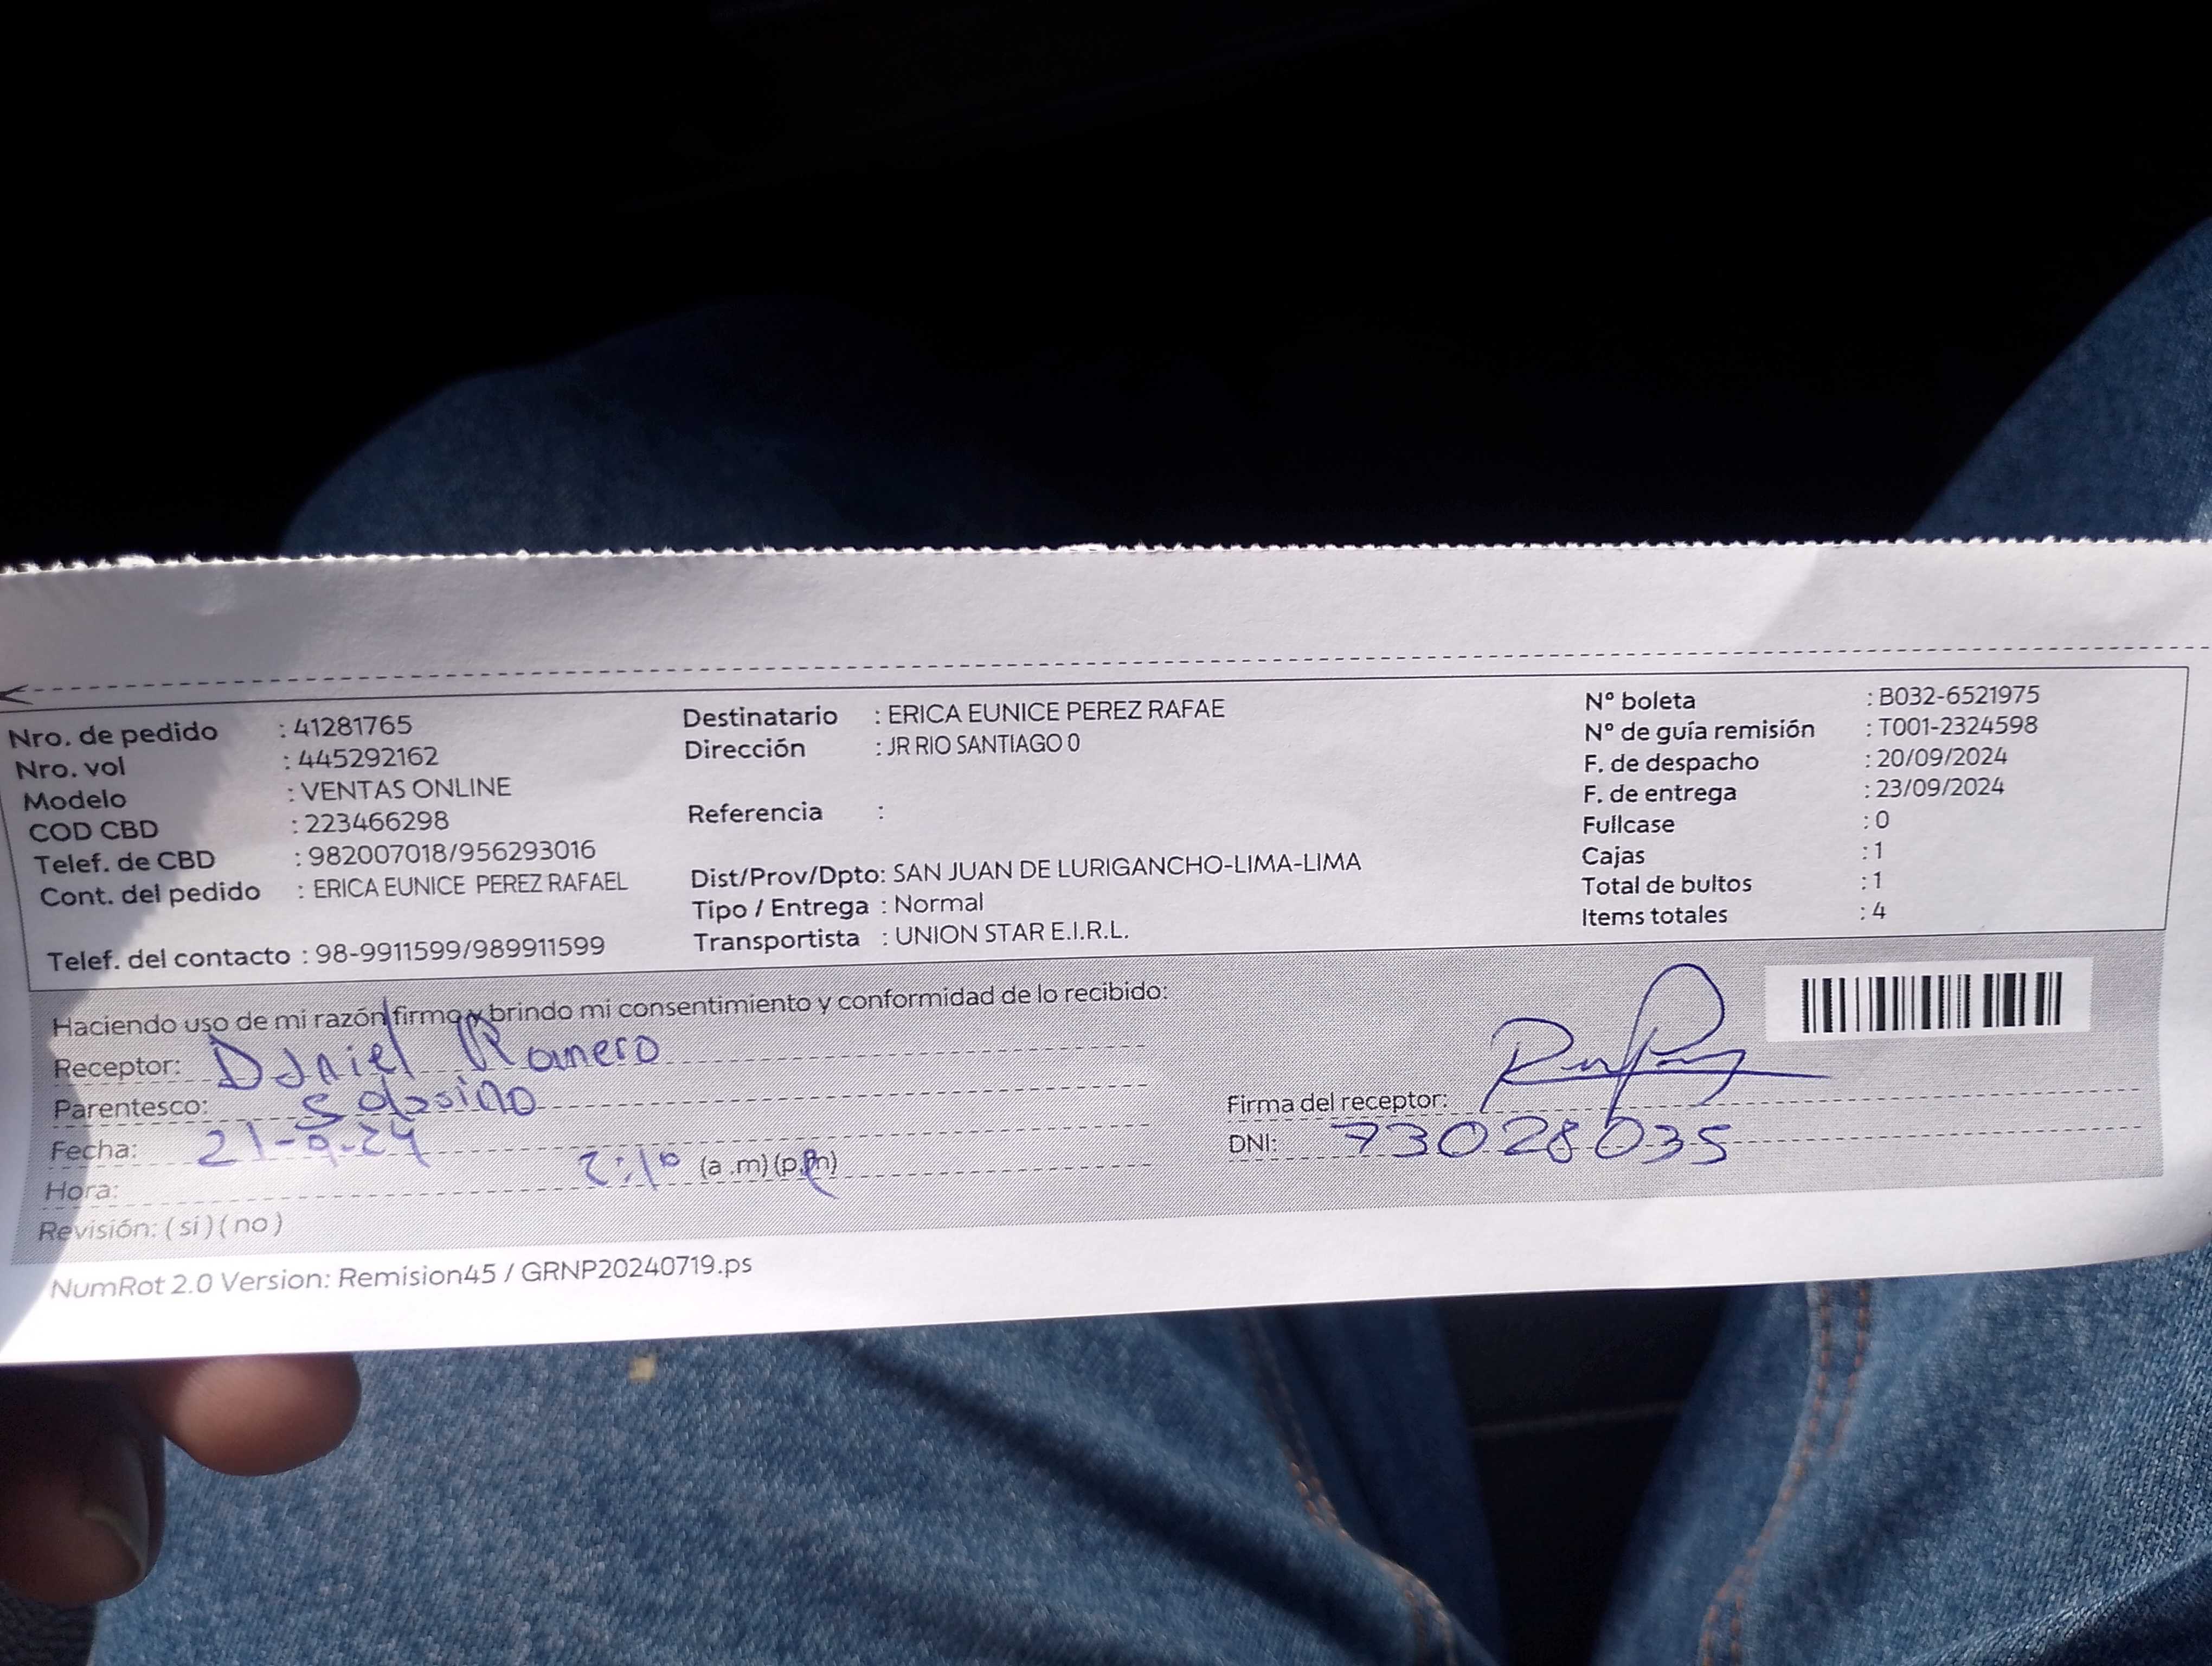 Nro. de pedido : 41281765
Nro. vol : 445292162
Modelo : VENTAS ONLINE
COD CBD : 223466298
Telef. de CBD : 982007018/956293016
Cont. del pedido : ERICA EUNICE PEREZ RAFAEL
Telef. del contacto : 98-9911599/989911599
Destinatario : ERICA EUNICE PEREZ RAFAE
Dirección : JR RIO SANTIAGO 0
Referencia :
Dist/Prov/Dpto: SAN JUAN DE LURIGANCHO-LIMA-LIMA
Tipo / Entrega : Normal
Transportista : UNION STAR E.I.R.L.
Nº boleta : B032-6521975
Nº de guía remisión : T001-2324598
F. de despacho : 20/09/2024
F. de entrega : 23/09/2024
Fullcase : 0
Cajas : 1
Total de bultos : 1
Items totales : 4
Haciendo uso de mi razón firmo y brindo mi consentimiento y conformidad de lo recibido:
Receptor: Daniel Romero
Parentesco:
Fecha: 21-9-24
Hora: 2:10 (a .m) (p.m)
Revisión: ( sí ) ( no )
Firma del receptor:
DNI: 73028035
NumRot 2.0 Version: Remision45 / GRNP20240719.ps